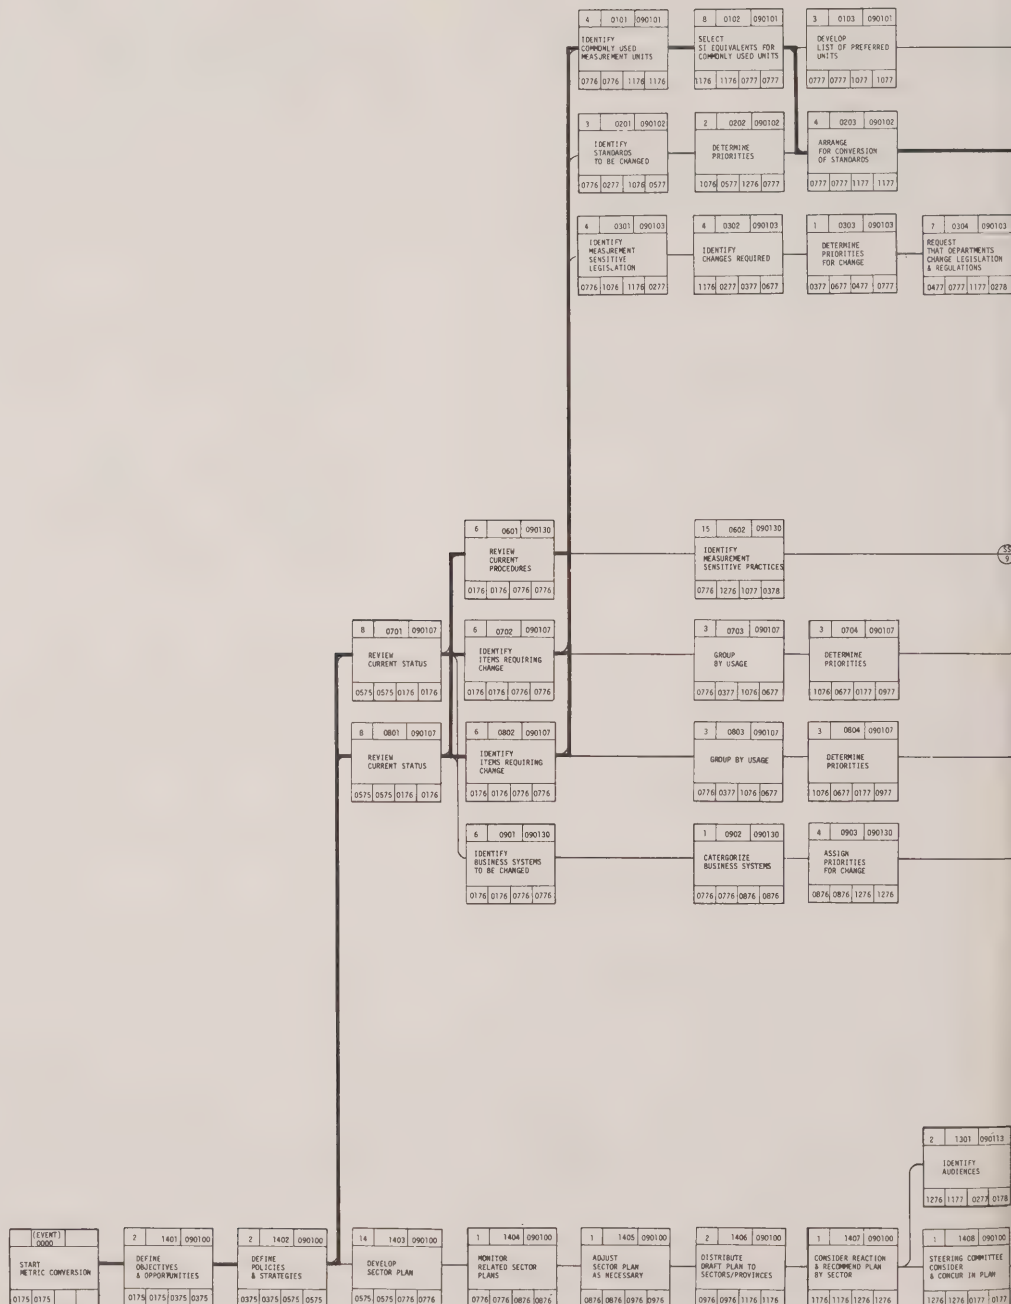 4 0101 090101
IDENTIFY
COMMONLY USED
MEASUREMENT UNITS
0776 0776 1176 1176
8 0102 090101
SELECT
SI EQUIVALENTS FOR
COMMONLY USED UNITS
1176 1176 0777 0777
3 0103 090101
DEVELOP
LIST OF PREFERRED
UNITS
0777 0777 1077 1077
3 0201 090102
IDENTIFY
STANDARDS
TO BE CHANGED
0776 0277 1076 0577
2 0202 090102
DETERMINE
PRIORITIES
1076 0577 1276 0777
4 0203 090102
ARRANGE
FOR CONVERSION
OF STANDARDS
0777 0777 1177 1177
4 0301 090103
IDENTIFY
MEASUREMENT
SENSITIVE
LEGISLATION
0776 1076 1176 0277
4 0302 090103
IDENTIFY
CHANGES REQUIRED
1176 0277 0377 0677
1 0303 090103
DETERMINE
PRIORITIES
FOR CHANGE
0377 0677 0477 0777
7 0304 090103
REQUEST
THAT DEPARTMENTS
CHANGE LEGISLATION
& REGULATIONS
0477 0777 1177 0278
6 0601 090130
REVIEW
CURRENT
PROCEDURES
0176 0176 0776 0776
15 0602 090130
IDENTIFY
MEASUREMENT
SENSITIVE PRACTICES
0776 1276 1077 0378
SS
9
8 0701 090107
REVIEW
CURRENT STATUS
0575 0575 0176 0176
6 0702 090107
IDENTIFY
ITEMS REQUIRING
CHANGE
0176 0176 0776 0776
3 0703 090107
GROUP
BY USAGE
0776 0377 1076 0677
3 0704 090107
DETERMINE
PRIORITIES
1076 0677 0177 0977
8 0801 090107
REVIEW
CURRENT STATUS
0575 0575 0176 0176
6 0802 090107
IDENTIFY
ITEMS REQUIRING
CHANGE
0176 0176 0776 0776
3 0803 090107
GROUP BY USAGE
0776 0377 1076 0677
3 0804 090107
DETERMINE
PRIORITIES
1076 0677 0177 0977
6 0901 090130
IDENTIFY
BUSINESS SYSTEMS
TO BE CHANGED
0176 0176 0776 0776
1 0902 090130
CATERGORIZE
BUSINESS SYSTEMS
0776 0776 0876 0876
4 0903 090130
ASSIGN
PRIORITIES
FOR CHANGE
0876 0876 1276 1276
2 1301 090113
IDENTIFY
AUDIENCES
1276 1177 0277 0178
(EVENT)
0000
START
METRIC CONVERSION
0175 0175
2 1401 090100
DEFINE
OBJECTIVES
& OPPORTUNITIES
0175 0175 0375 0375
2 1402 090100
DEFINE
POLICIES
& STRATEGIES
0375 0375 0575 0575
14 1403 090100
DEVELOP
SECTOR PLAN
0575 0575 0776 0776
1 1404 090100
MONITOR
RELATED SECTOR
PLANS
0776 0776 0876 0876
1 1405 090100
ADJUST
SECTOR PLAN
AS NECESSARY
0876 0876 0976 0976
2 1406 090100
DISTRIBUTE
DRAFT PLAN TO
SECTORS/PROVINCES
0976 0976 1176 1176
1 1407 090100
CONSIDER REACTION
& RECOMMEND PLAN
BY SECTOR
1176 1176 1276 1276
1 1408 090100
STEERING COMMITTEE
CONSIDER
& CONCUR IN PLAN
1276 1276 0177 0177